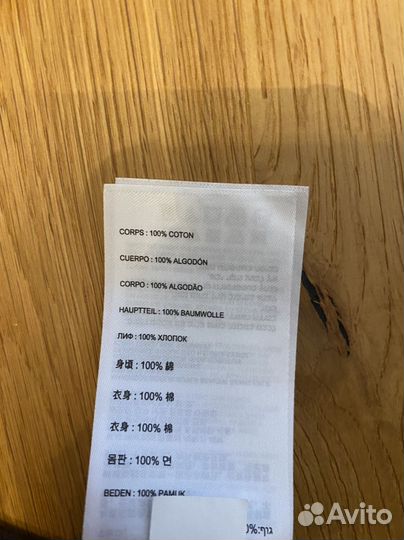 CORPS : 100% COTON
CUERPO : 100% ALGODÓN
CORPO : 100% ALGODÃO
HAUPTTEIL : 100% BAUMWOLLE
ЛИФ : 100% ХЛОПОК
身頃 : 100% 綿
衣身 : 100% 棉
衣身 : 100% 棉
몸판 : 100% 면
BEDEN : 100% PAMUK
גוף:
Avito